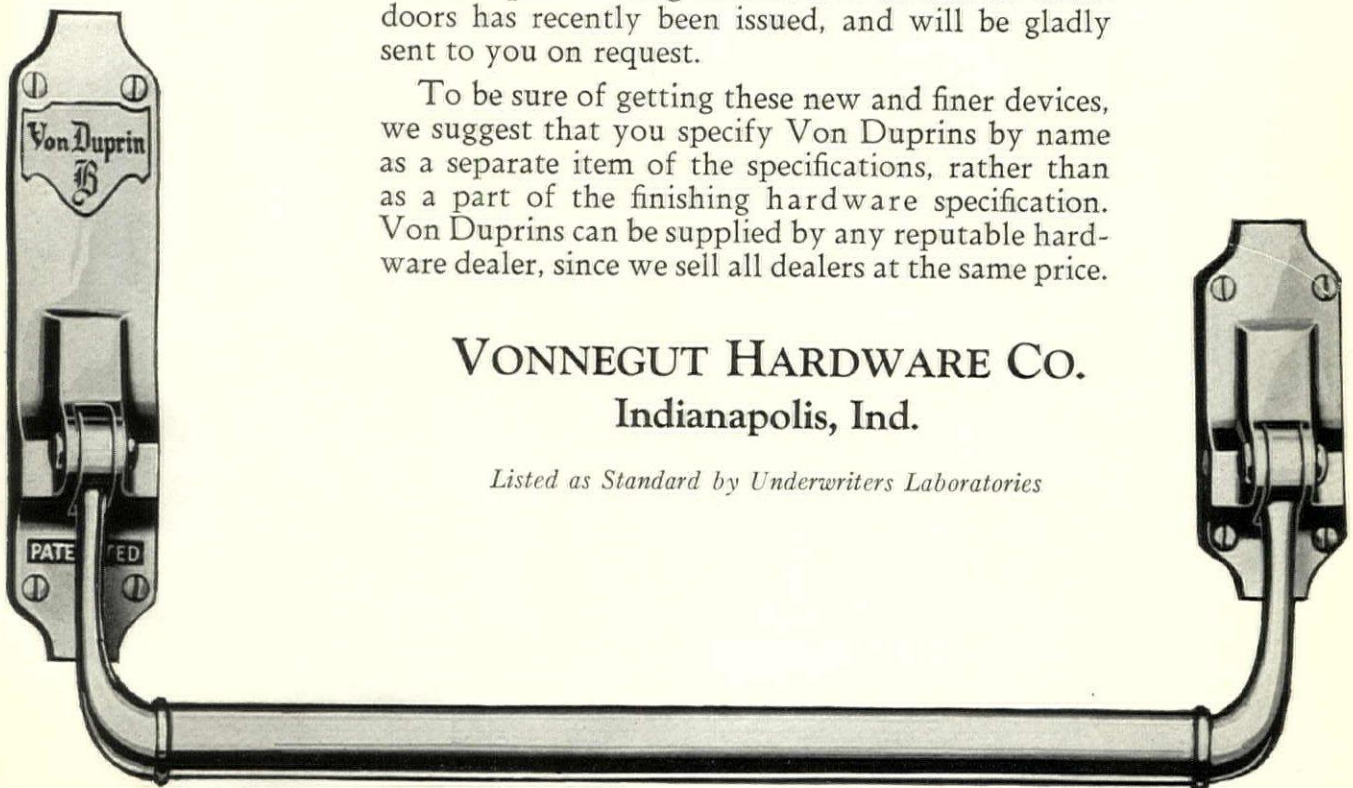 doors has recently been issued, and will be gladly
sent to you on request.
To be sure of getting these new and finer devices,
we suggest that you specify Von Duprins by name
as a separate item of the specifications, rather than
as a part of the finishing hardware specification.
Von Duprins can be supplied by any reputable hard-
ware dealer, since we sell all dealers at the same price.
VONNEGUT HARDWARE CO.
Indianapolis, Ind.
Listed as Standard by Underwriters Laboratories
Von Duprin
B
PATE TED